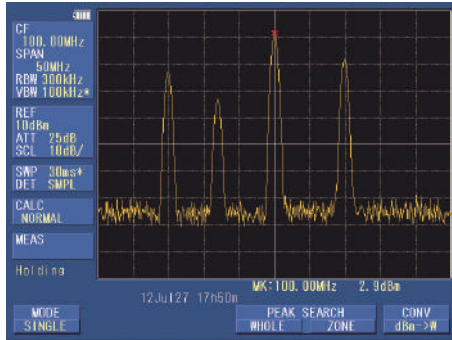 CF
100.00MHz
SPAN
50MHz
RBW 300kHz
VBW 100kHz*
REF
10dBm
ATT 25dB
SCL 10dB/
SWP 30ms*
DET SMPL
CALC
NORMAL
MEAS
Holding
MK:100.00MHz 2.9dBm
12Jul27 17h50m
MODE
SINGLE
PEAK SEARCH
WHOLE ZONE
CONV
dBm->W